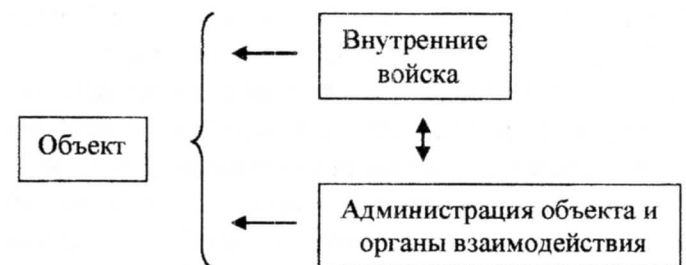 Внутренние
войска
Объект
Администрация объекта и
органы взаимодействия